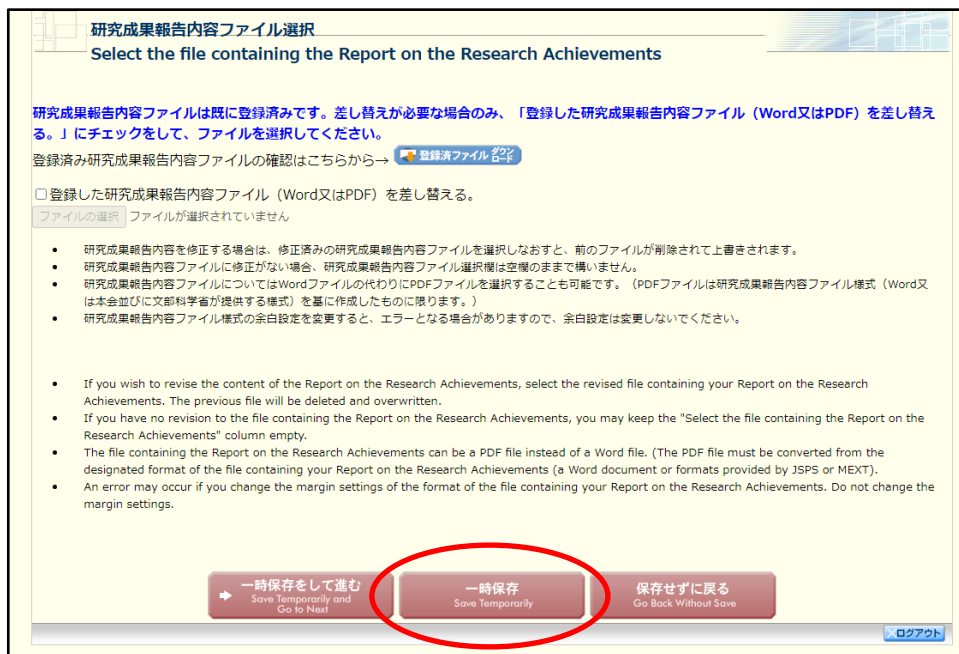 研究成果報告内容ファイル選択
Select the file containing the Report on the Research Achievements
研究成果報告内容ファイルは既に登録済みです。差し替えが必要な場合のみ、「登録した研究成果報告内容ファイル（Word又はPDF）を差し替え
る。」にチェックをして、ファイルを選択してください。
登録済み研究成果報告内容ファイルの確認はこちらから→ 登録済ファイル ダウンロード
登録した研究成果報告内容ファイル（Word又はPDF）を差し替える。
ファイルの選択 ファイルが選択されていません
• 研究成果報告内容を修正する場合は、修正済みの研究成果報告内容ファイルを選択しなおすと、前のファイルが削除されて上書きされます。
• 研究成果報告内容ファイルに修正がない場合、研究成果報告内容ファイル選択欄は空欄のままで構いません。
• 研究成果報告内容ファイルについてはWordファイルの代わりにPDFファイルを選択することも可能です。（PDFファイルは研究成果報告内容ファイル様式（Word又
は本会並びに文部科学省が提供する様式）を基に作成したものに限ります。）
• 研究成果報告内容ファイル様式の余白設定を変更すると、エラーとなる場合がありますので、余白設定は変更しないでください。
• If you wish to revise the content of the Report on the Research Achievements, select the revised file containing your Report on the Research
Achievements. The previous file will be deleted and overwritten.
• If you have no revision to the file containing the Report on the Research Achievements, you may keep the "Select the file containing the Report on the
Research Achievements" column empty.
• The file containing the Report on the Research Achievements can be a PDF file instead of a Word file. (The PDF file must be converted from the
designated format of the file containing your Report on the Research Achievements (a Word document or formats provided by JSPS or MEXT).
• An error may occur if you change the margin settings of the format of the file containing your Report on the Research Achievements. Do not change the
margin settings.
一時保存をして進む
Save Temporarily and
Go to Next
一時保存
Save Temporarily
保存せずに戻る
Go Back Without Save
ログアウト